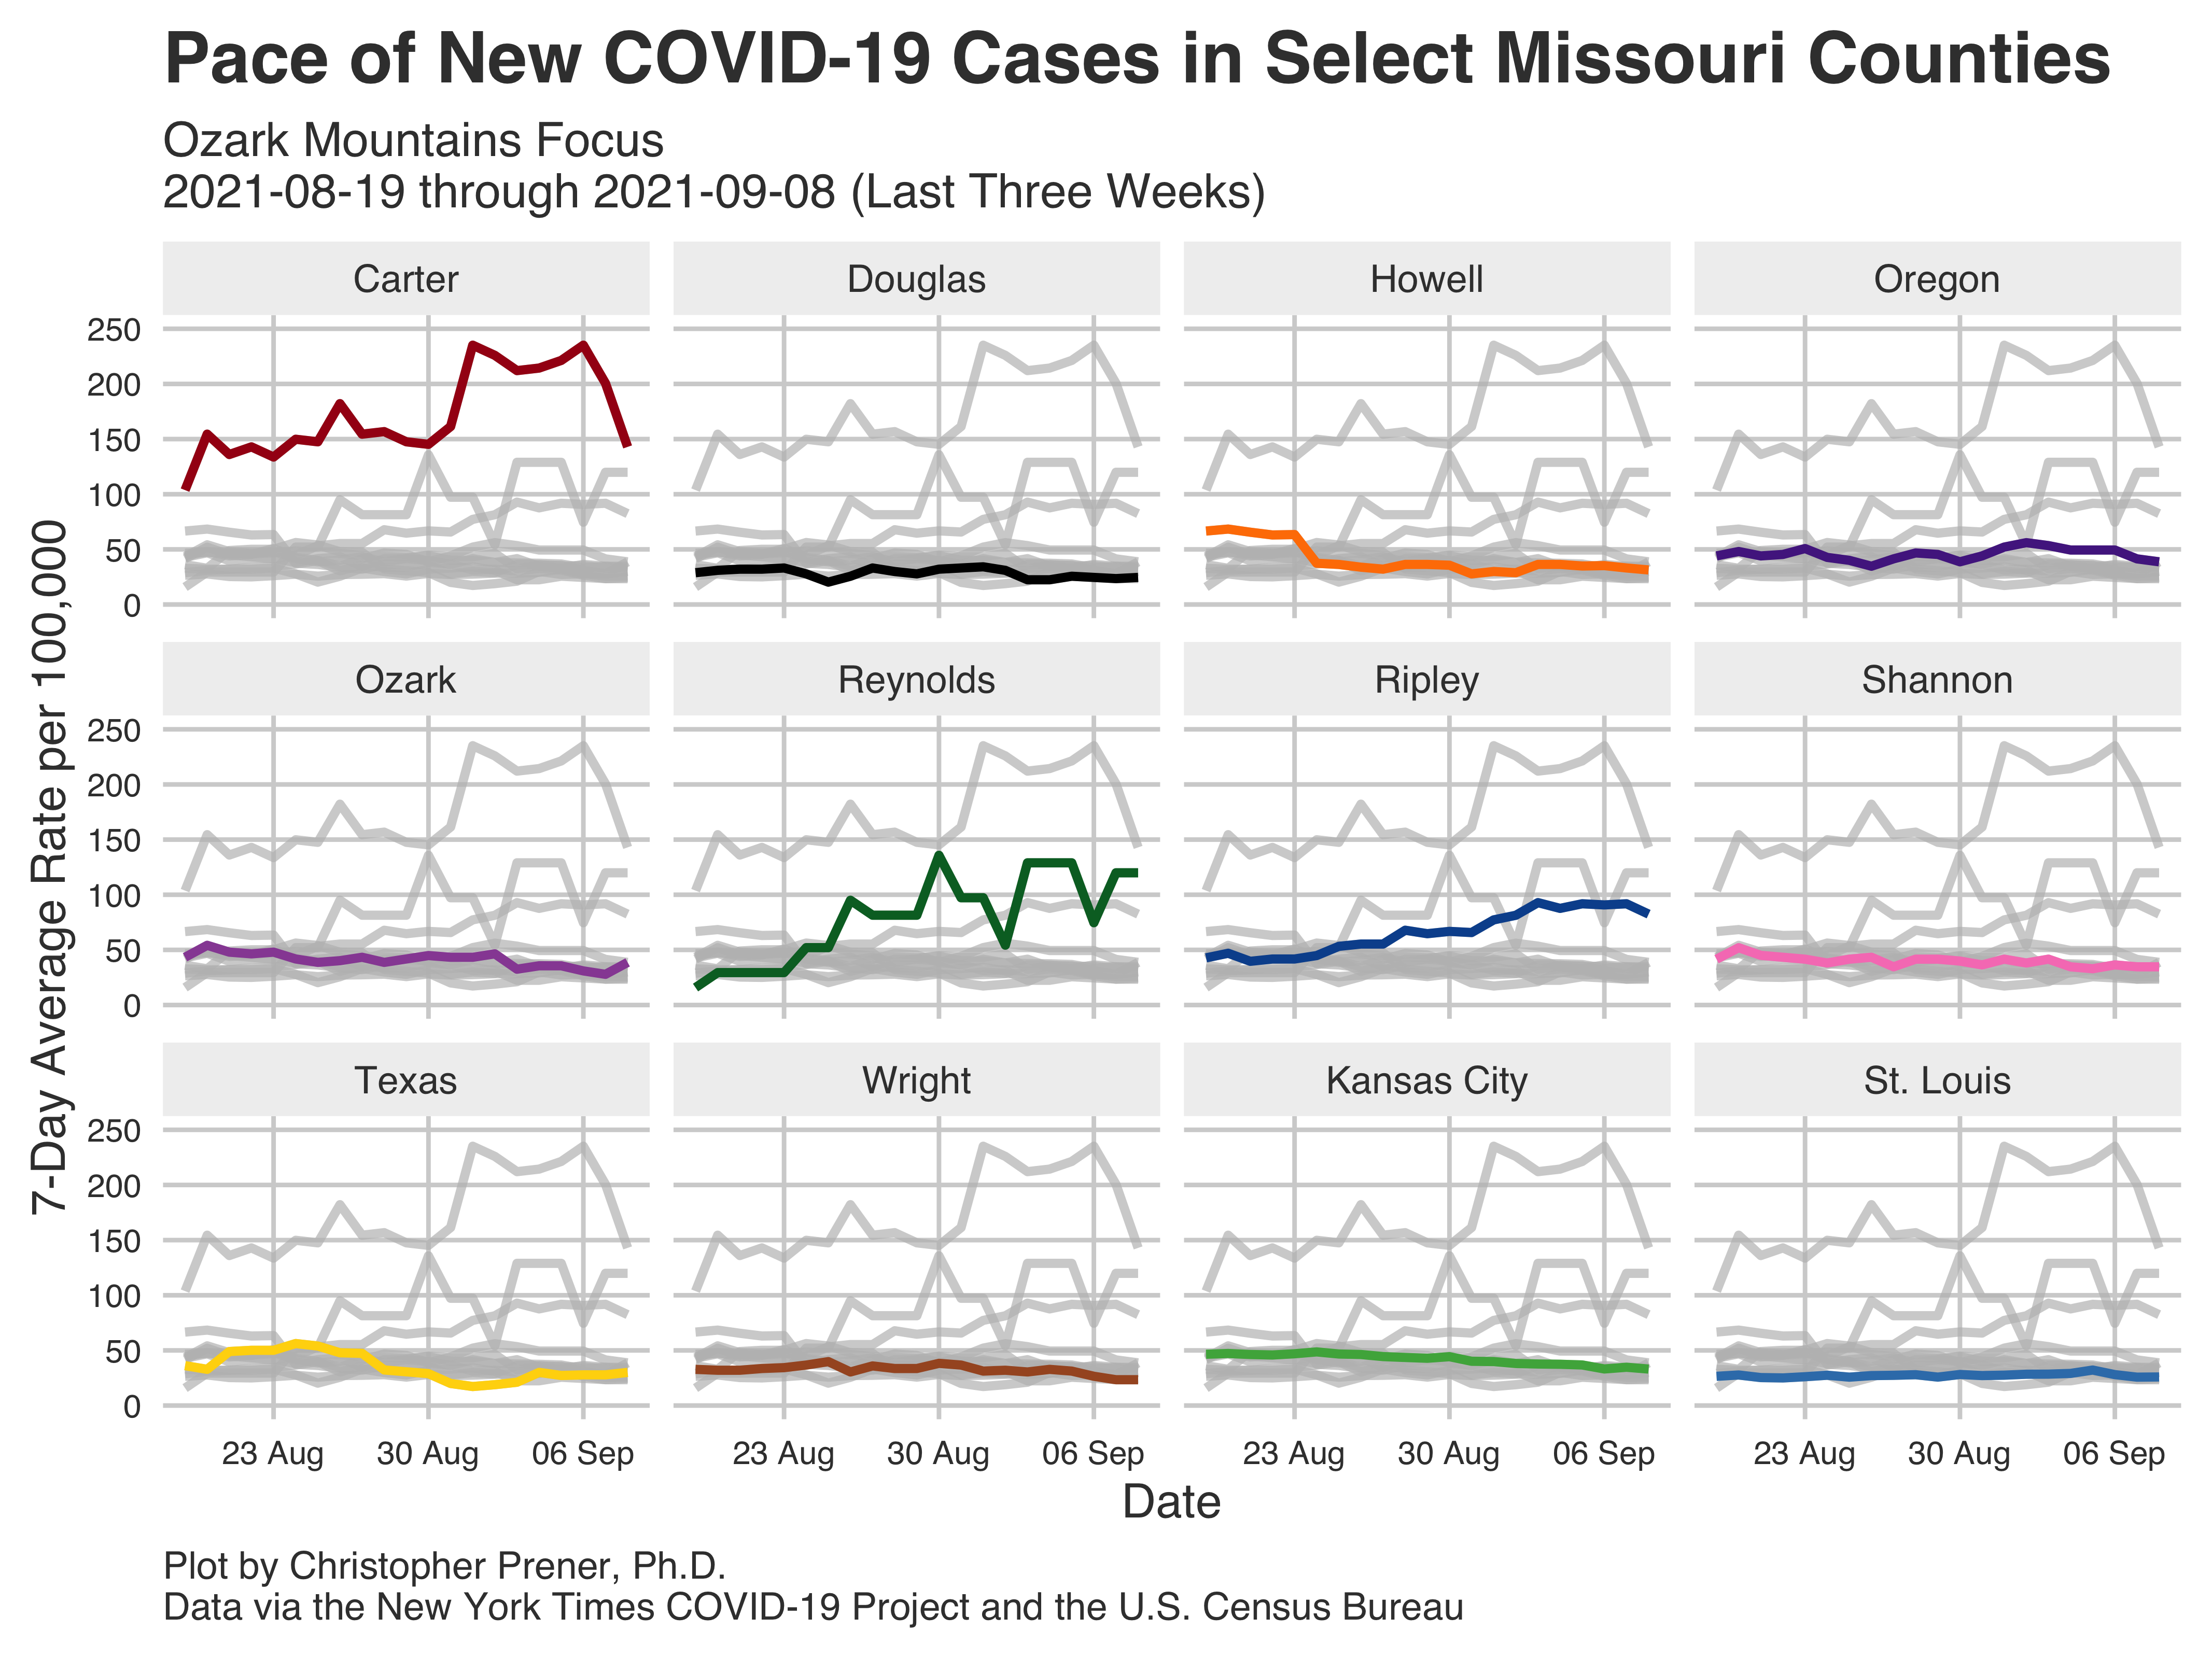 Pace of New COVID-19 Cases in Select Missouri Counties
Ozark Mountains Focus
2021-08-19 through 2021-09-08 (Last Three Weeks)
7-Day Average Rate per 100,000
Carter
Douglas
Howell
Oregon
250
200
150
100
50
0
Ozark
Reynolds
Ripley
Shannon
250
200
150
100
50
0
Texas
Wright
Kansas City
St. Louis
250
200
150
100
50
0
23 Aug 30 Aug 06 Sep
23 Aug 30 Aug 06 Sep
23 Aug 30 Aug 06 Sep
23 Aug 30 Aug 06 Sep
Date
Plot by Christopher Prener, Ph.D.
Data via the New York Times COVID-19 Project and the U.S. Census Bureau